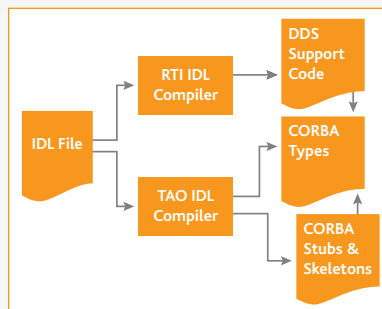 DDS
Support
Code
RTI IDL
Compiler
IDL File
CORBA
Types
TAO IDL
Compiler
CORBA
Stubs &
Skeletons